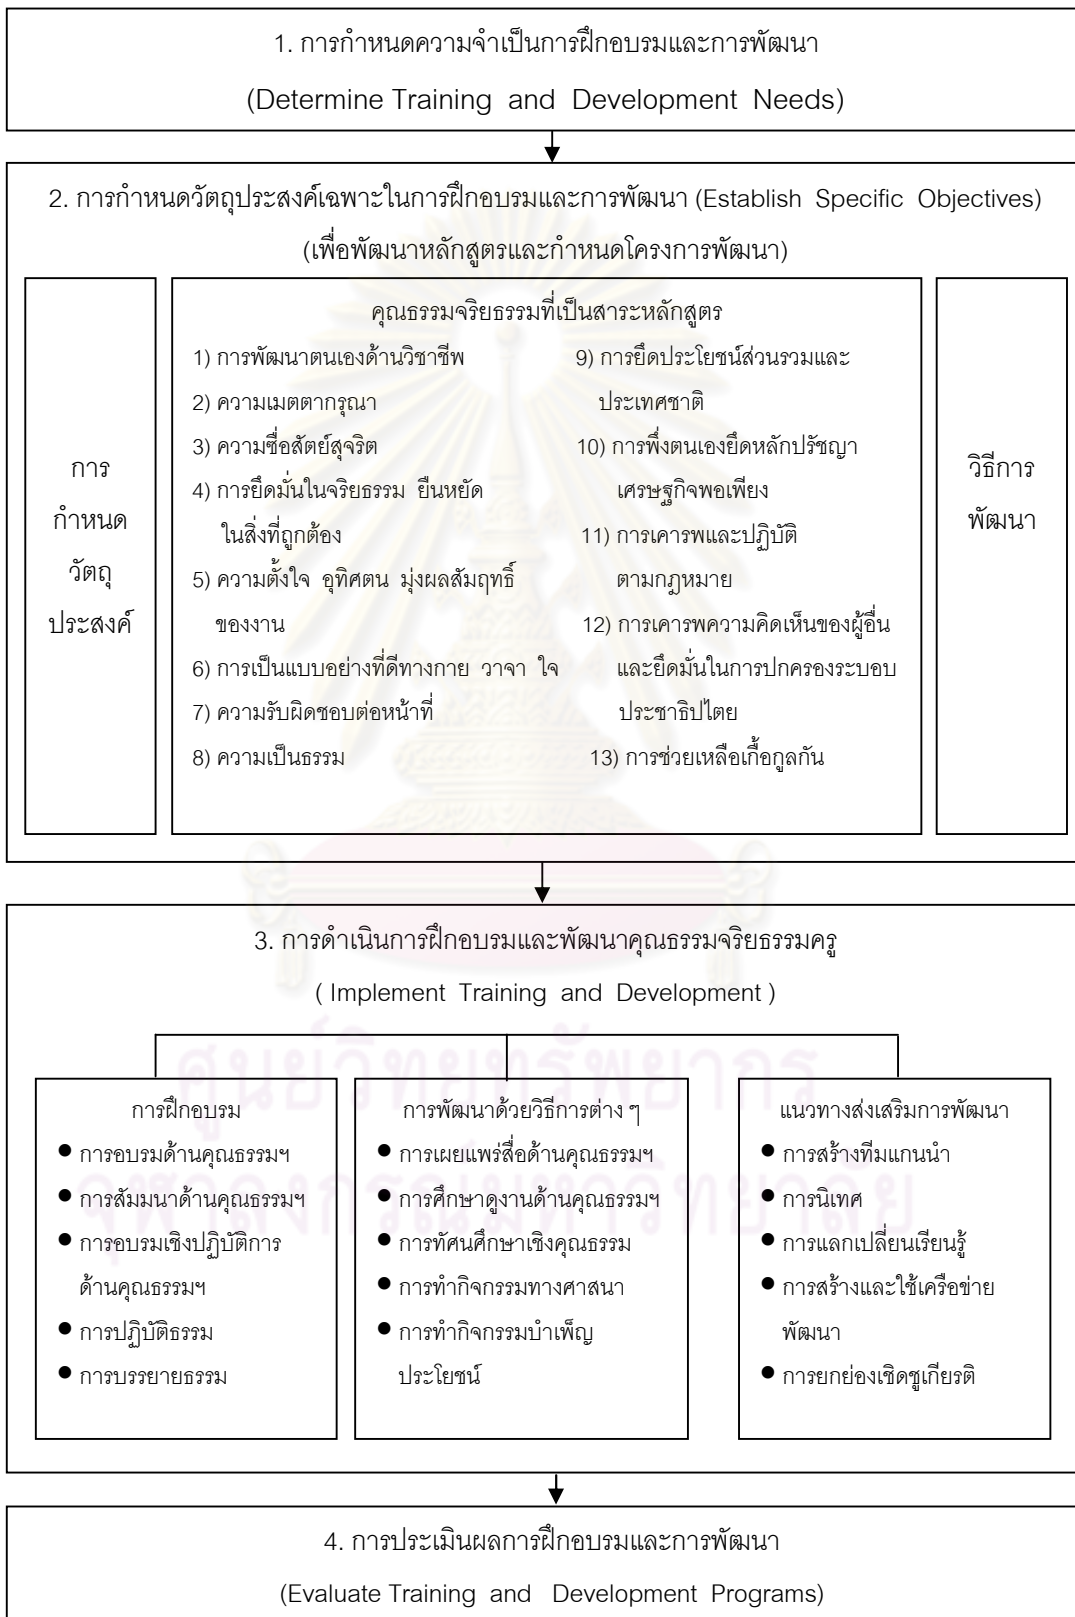 1. การกำหนดความจำเป็นการฝึกอบรมและการพัฒนา
(Determine Training and Development Needs)
2. การกำหนดวัตถุประสงค์เฉพาะในการฝึกอบรมและการพัฒนา (Establish Specific Objectives)
(เพื่อพัฒนาหลักสูตรและกำหนดโครงการพัฒนา)
การ
กำหนด
วัตถุ
ประสงค์
คุณธรรมจริยธรรมที่เป็นสาระหลักสูตร
1) การพัฒนาตนเองด้านวิชาชีพ
2) ความเมตตากรุณา
3) ความซื่อสัตย์สุจริต
4) การยึดมั่นในจริยธรรม ยืนหยัด
ในสิ่งที่ถูกต้อง
5) ความตั้งใจ อุทิศตน มุ่งผลสัมฤทธิ์
ของงาน
6) การเป็นแบบอย่างที่ดีทางกาย วาจา ใจ
7) ความรับผิดชอบต่อหน้าที่
8) ความเป็นธรรม
9) การยึดประโยชน์ส่วนรวมและ
ประเทศชาติ
10) การพึ่งตนเองยึดหลักปรัชญา
เศรษฐกิจพอเพียง
11) การเคารพและปฏิบัติ
ตามกฎหมาย
12) การเคารพความคิดเห็นของผู้อื่น
และยึดมั่นในการปกครองระบอบ
ประชาธิปไตย
13) การช่วยเหลือเกื้อกูลกัน
วิธีการ
พัฒนา
3. การดำเนินการฝึกอบรมและพัฒนาคุณธรรมจริยธรรมครู
( Implement Training and Development )
การฝึกอบรม
● การอบรมด้านคุณธรรมฯ
● การสัมมนาด้านคุณธรรมฯ
● การอบรมเชิงปฏิบัติการ
ด้านคุณธรรมฯ
● การปฏิบัติธรรม
● การบรรยายธรรม
การพัฒนาด้วยวิธีการต่าง ๆ
● การเผยแพร่สื่อด้านคุณธรรมฯ
● การศึกษาดูงานด้านคุณธรรมฯ
● การทัศนศึกษาเชิงคุณธรรม
● การทำกิจกรรมทางศาสนา
● การทำกิจกรรมบำเพ็ญ
ประโยชน์
แนวทางส่งเสริมการพัฒนา
● การสร้างทีมแกนนำ
● การนิเทศ
● การแลกเปลี่ยนเรียนรู้
● การสร้างและใช้เครือข่าย
พัฒนา
● การยกย่องเชิดชูเกียรติ
ศูนย์วิทยทรัพยากร
จุฬาลงกรณ์มหาวิทยาลัย
4. การประเมินผลการฝึกอบรมและการพัฒนา
(Evaluate Training and Development Programs)